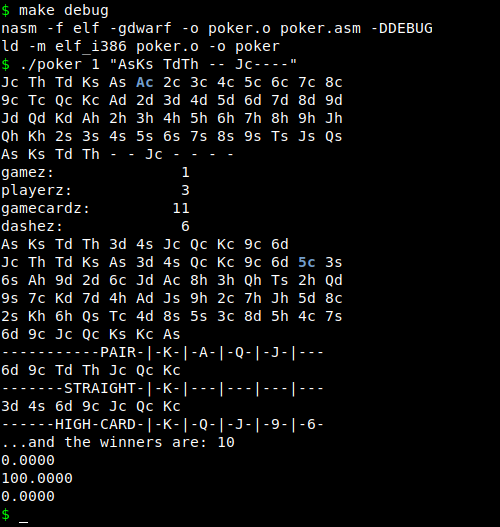 $ make debug
nasm -f elf -gdwarf -o poker.o poker.asm -DDEBUG
ld -m elf_i386 poker.o -o poker
$ ./poker 1 "AsKs TdTh -- Jc----"
Jc Th Td Ks As Ac 2c 3c 4c 5c 6c 7c 8c
9c Tc Qc Kc Ad 2d 3d 4d 5d 6d 7d 8d 9d
Jd Qd Kd Ah 2h 3h 4h 5h 6h 7h 8h 9h Jh
Qh Kh 2s 3s 4s 5s 6s 7s 8s 9s Ts Js Qs
As Ks Td Th - - Jc - - - -
gamez: 1
playerz: 3
gamecardz: 11
dashez: 6
As Ks Td Th 3d 4s Jc Qc Kc 9c 6d
Jc Th Td Ks As 3d 4s Qc Kc 9c 6d 5c 3s
6s Ah 9d 2d 6c Jd Ac 8h 3h Qh Ts 2h Qd
9s 7c Kd 7d 4h Ad Js 9h 2c 7h Jh 5d 8c
2s Kh 6h Qs Tc 4d 8s 5s 3c 8d 5h 4c 7s
6d 9c Jc Qc Ks Kc As
-----------PAIR-|-K-|-A-|-Q-|-J-|---
6d 9c Td Th Jc Qc Kc
-------STRAIGHT-|-K-|---|---|---|---
3d 4s 6d 9c Jc Qc Kc
------HIGH-CARD-|-K-|-Q-|-J-|-9-|-6-
...and the winners are: 10
0.0000
100.0000
0.0000
$ _